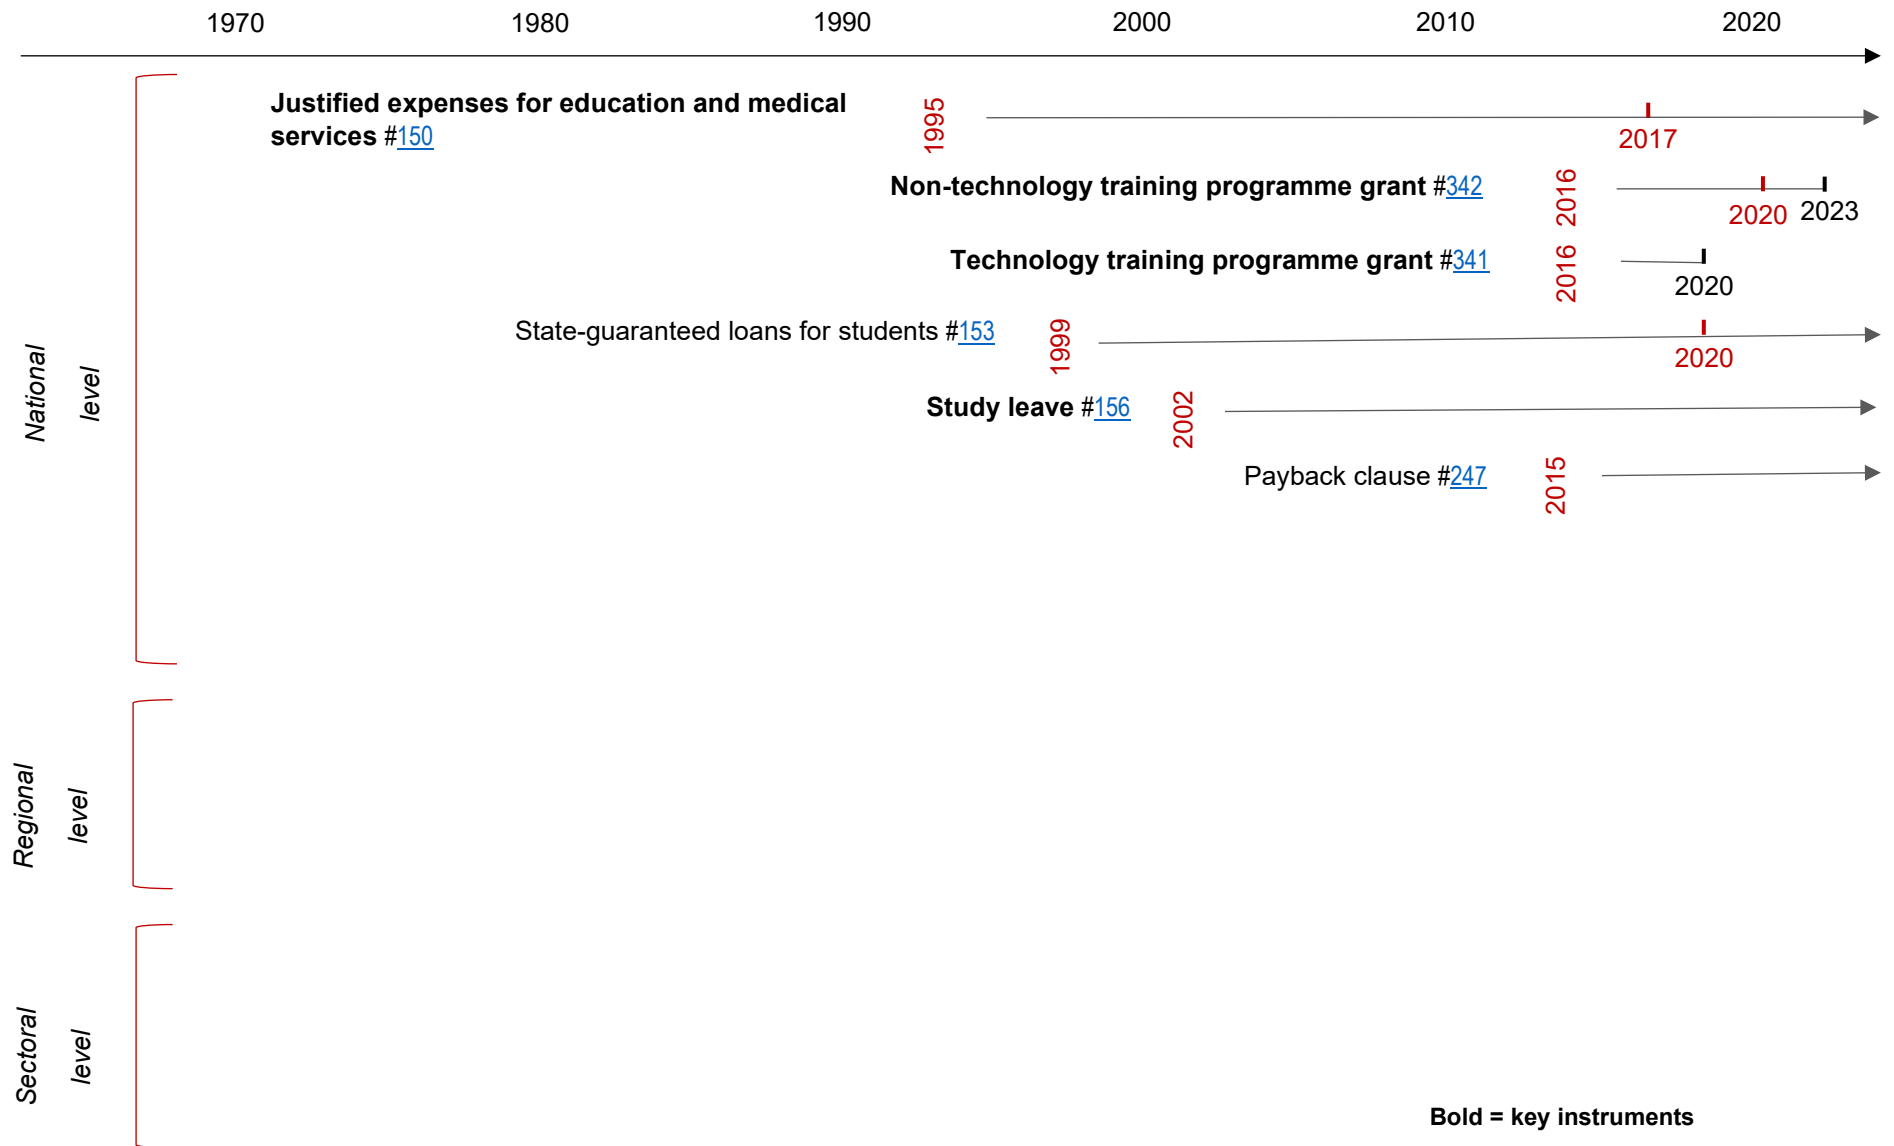 1970 1980 1990 2000 2010 2020
Justified expenses for education and medical
services #150
1995
2017
Non-technology training programme grant #342
2016
2020 2023
Technology training programme grant #341
2016
2020
State-guaranteed loans for students #153
1999
2020
Study leave #156
2002
Payback clause #247
2015
National
level
Regional
level
Sectoral
level
Bold = key instruments